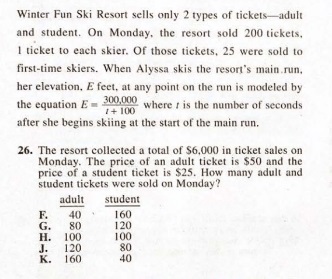 Winter Fun Ski Resort sells only 2 types of tickets—adult
and student. On Monday, the resort sold 200 tickets,
1 ticket to each skier. Of those tickets, 25 were sold to
first-time skiers. When Alyssa skis the resort's main run,
her elevation, E feet, at any point on the run is modeled by
the equation E = 300,000/t + 100 where t is the number of seconds
after she begins skiing at the start of the main run.
26. The resort collected a total of $6,000 in ticket sales on
Monday. The price of an adult ticket is $50 and the
price of a student ticket is $25. How many adult and
student tickets were sold on Monday?
adult student
F. 40 160
G. 80 120
H. 100 100
J. 120 80
K. 160 40